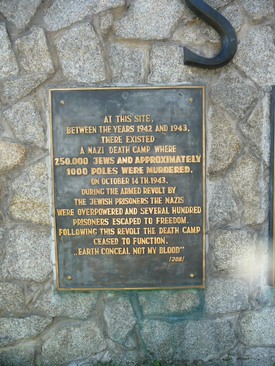 AT THIS SITE,
BETWEEN THE YEARS 1942 AND 1943,
THERE EXISTED
A NAZI DEATH CAMP WHERE
250.000 JEWS AND APPROXIMATELY
1000 POLES WERE MURDERED.
ON OCTOBER 14 TH.1943,
DURING THE ARMED REVOLT BY
THE JEWISH PRISONERS THE NAZIS
WERE OVERPOWERED AND SEVERAL HUNDRED
PRISONERS ESCAPED TO FREEDOM.
FOLLOWING THIS REVOLT THE DEATH CAMP
CEASED TO FUNCTION.
„EARTH CONCEAL NOT MY BLOOD”
(JOB)